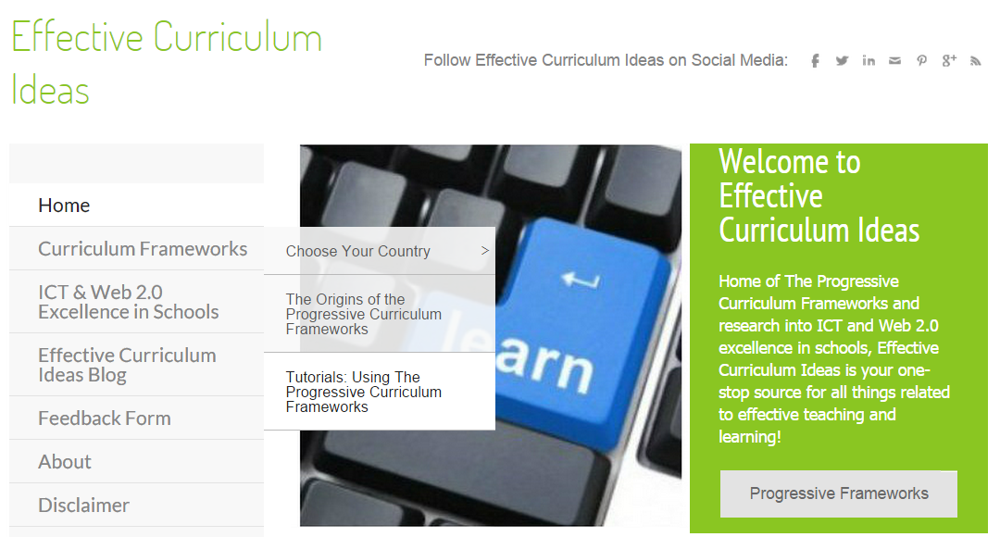 Effective Curriculum
Ideas
Follow Effective Curriculum Ideas on Social Media:
Home
Curriculum Frameworks
ICT & Web 2.0
Excellence in Schools
Effective Curriculum
Ideas Blog
Feedback Form
About
Disclaimer
Choose Your Country >
The Origins of the
Progressive Curriculum
Frameworks
Tutorials: Using The
Progressive Curriculum
Frameworks
learn
Welcome to
Effective
Curriculum Ideas
Home of The Progressive
Curriculum Frameworks and
research into ICT and Web 2.0
excellence in schools, Effective
Curriculum Ideas is your one-
stop source for all things related
to effective teaching and
learning!
Progressive Frameworks